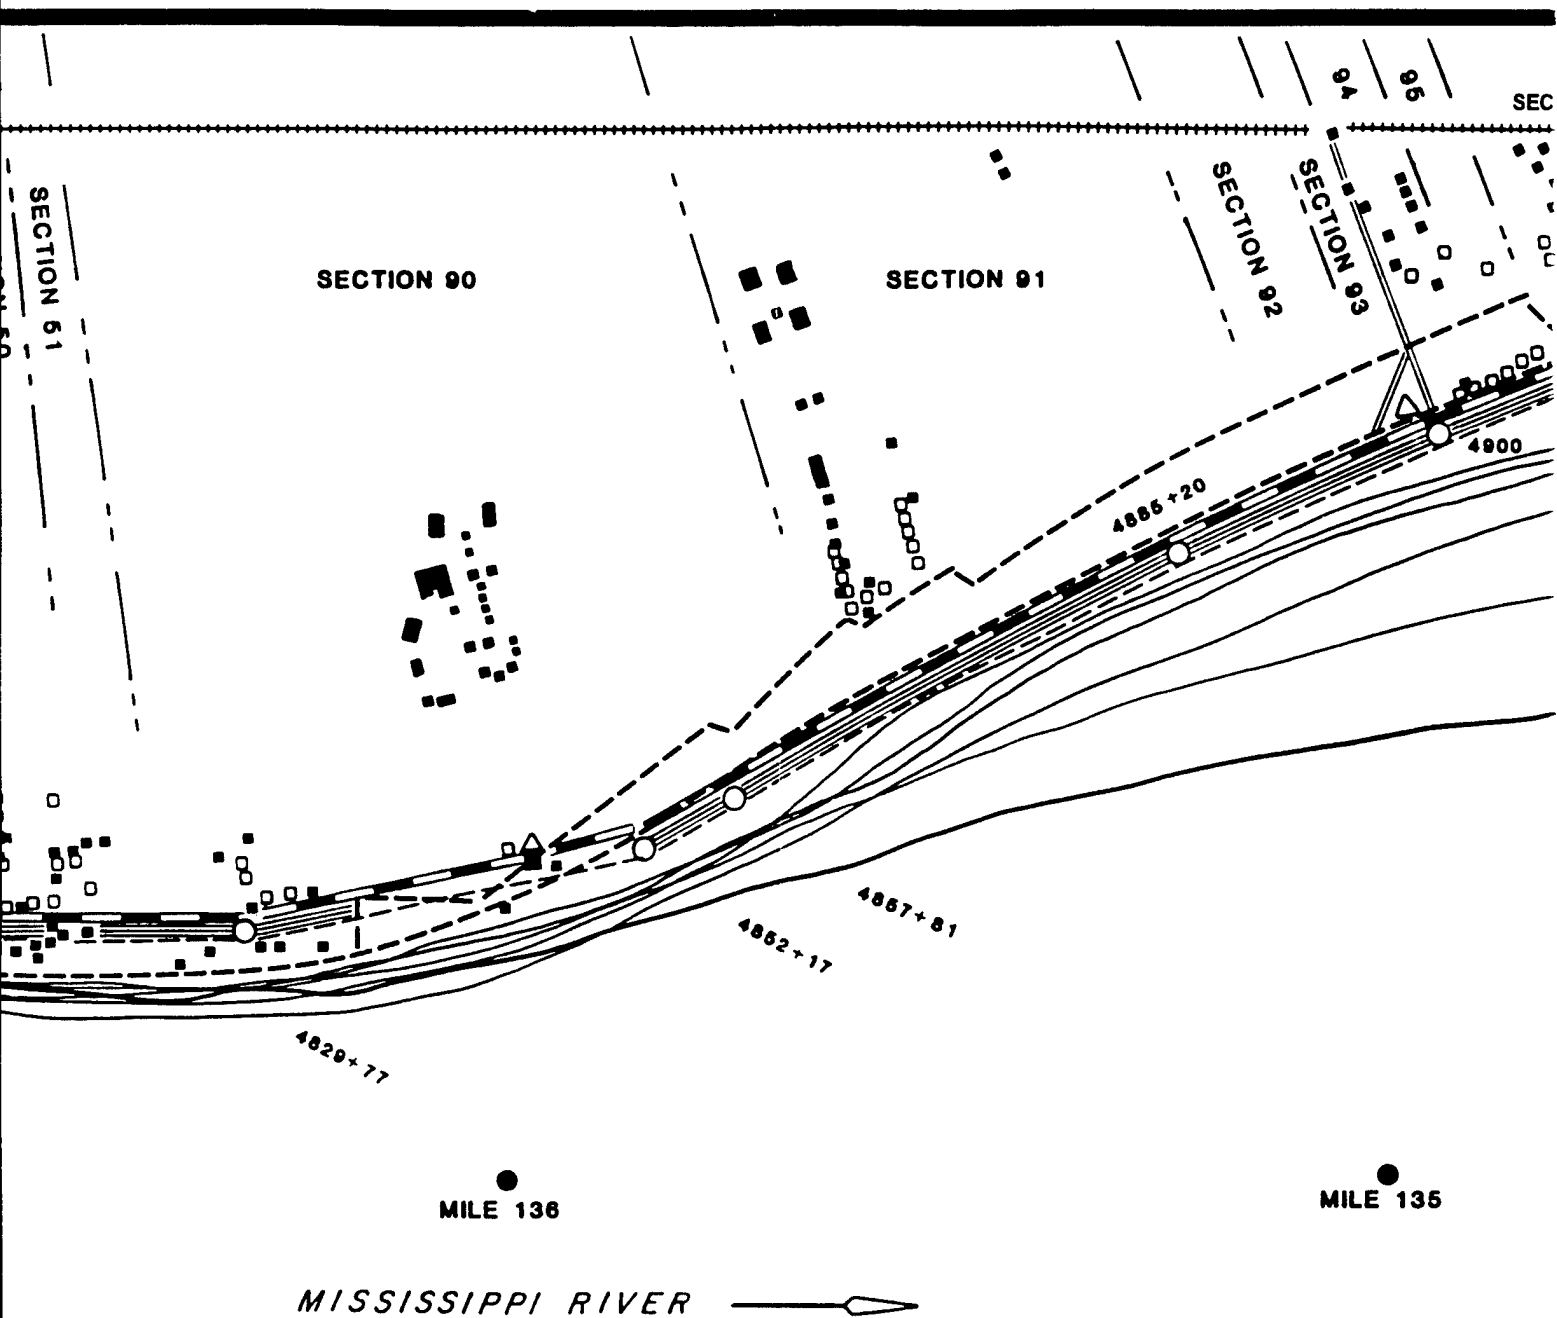 94
95
SEC
SECTION 51
SECTION 90
SECTION 91
SECTION 92
SECTION 93
4900
4885+20
4857+81
4852+17
4829+77
MILE 136
MILE 135
MISSISSIPPI RIVER